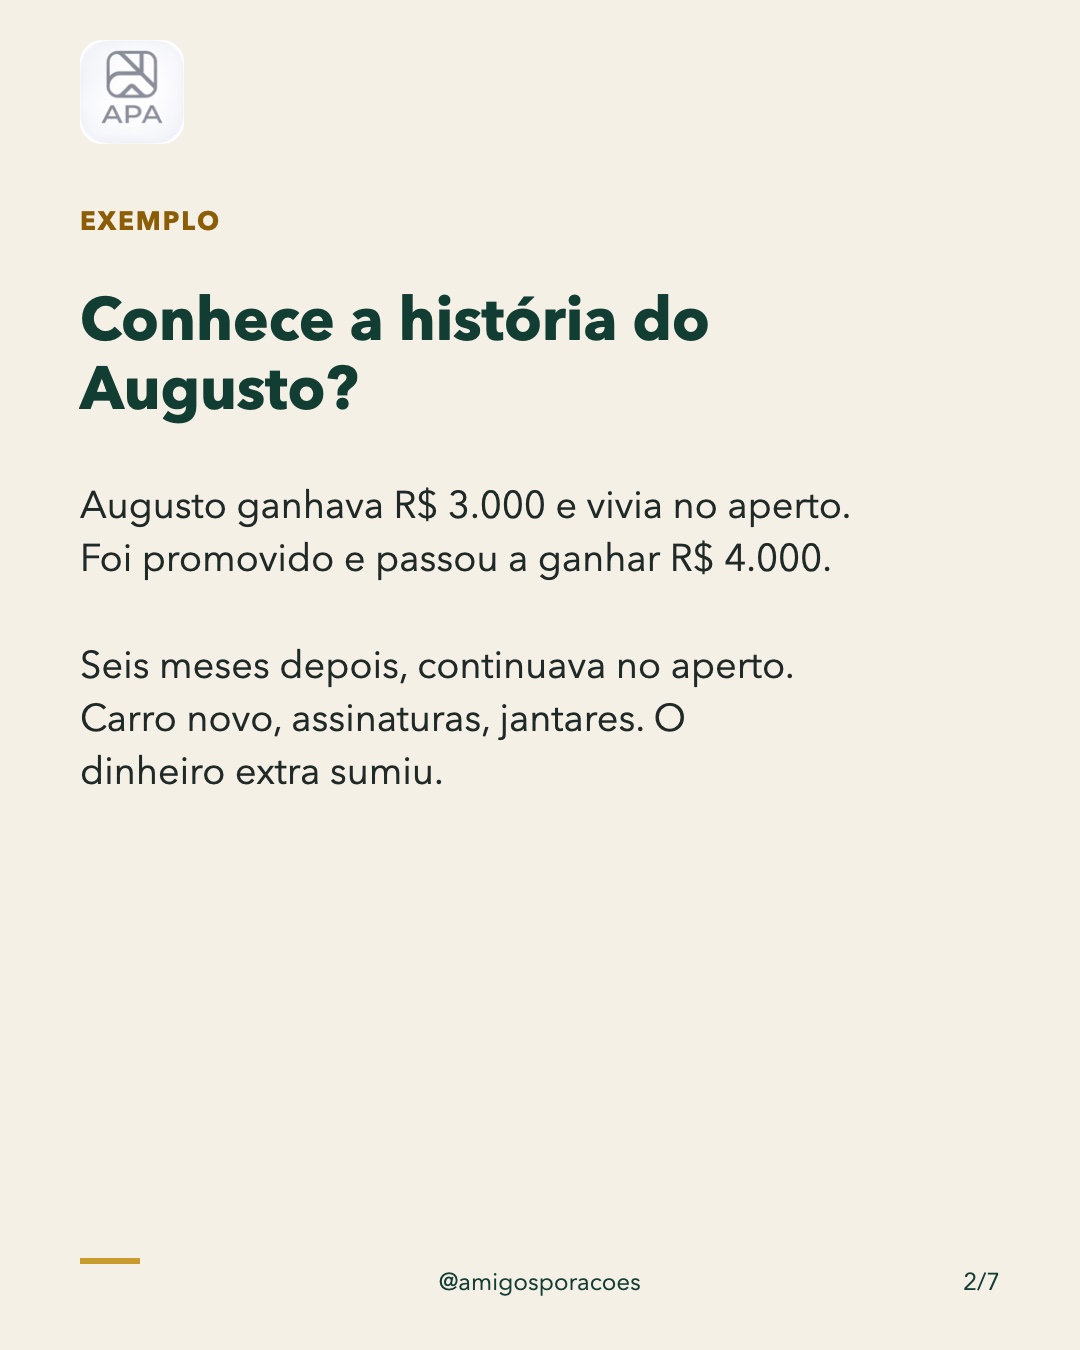 APA
EXEMPLO
Conhece a história do
Augusto?
Augusto ganhava R$ 3.000 e vivia no aperto.
Foi promovido e passou a ganhar R$ 4.000.
Seis meses depois, continuava no aperto.
Carro novo, assinaturas, jantares. O
dinheiro extra sumiu.
@amigosporacoes
2/7